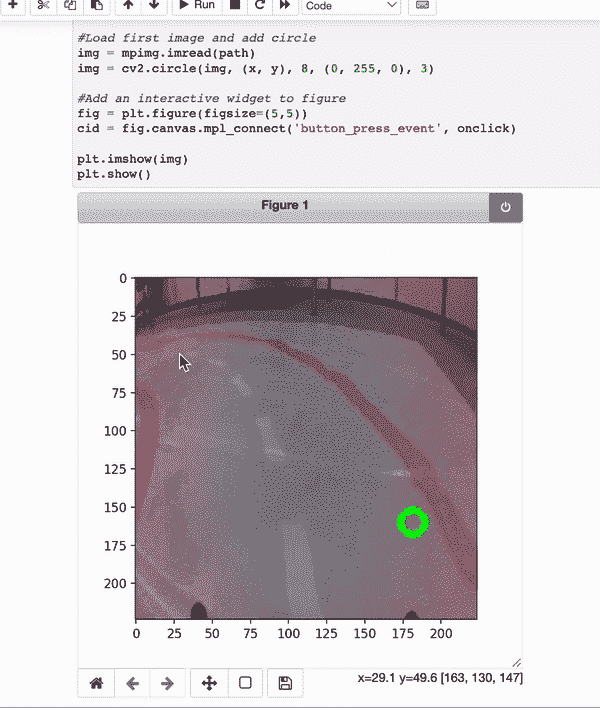 Run
Code
#Load first image and add circle
img = mpimg.imread(path)
img = cv2.circle(img, (x, y), 8, (0, 255, 0), 3)
#Add an interactive widget to figure
fig = plt.figure(figsize=(5,5))
cid = fig.canvas.mpl_connect('button_press_event', onclick)
plt.imshow(img)
plt.show()
Figure 1
0
25
50
75
100
125
150
175
200
0 25 50 75 100 125 150 175 200
x=29.1 y=49.6 [163, 130, 147]